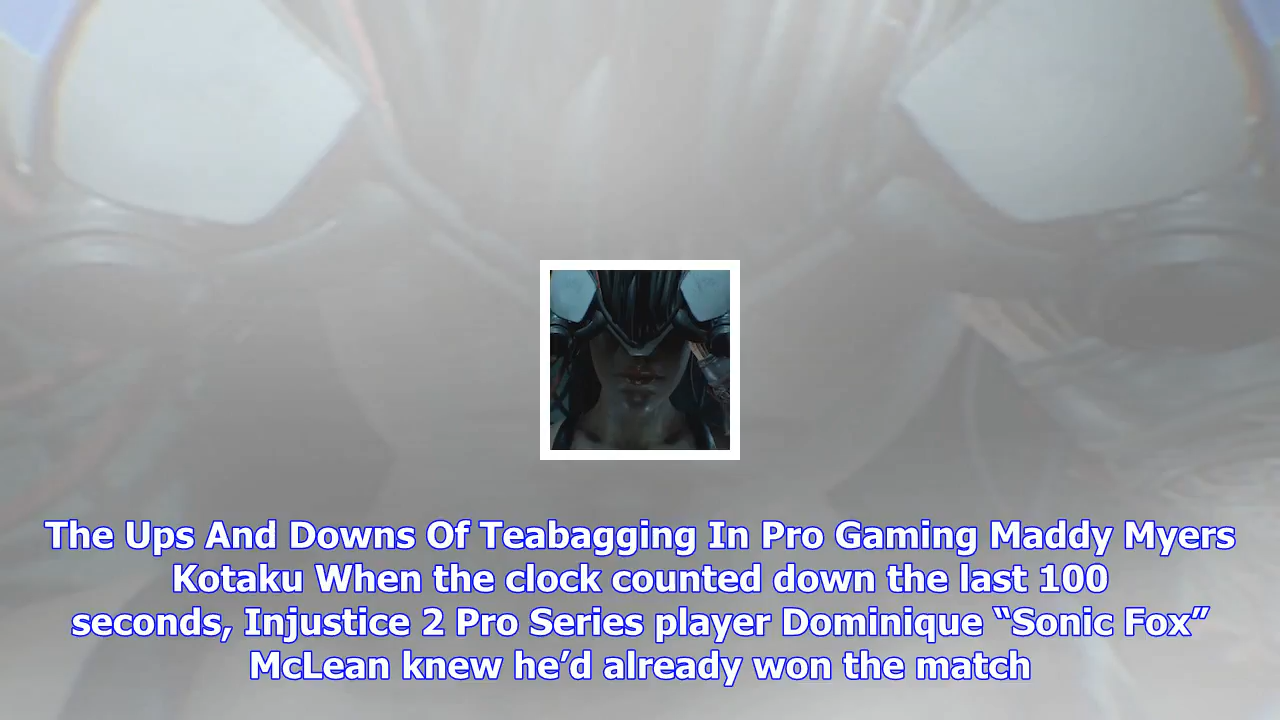 The Ups And Downs Of Teabagging In Pro Gaming Maddy Myers
Kotaku When the clock counted down the last 100
seconds, Injustice 2 Pro Series player Dominique “Sonic Fox”
McLean knew he’d already won the match